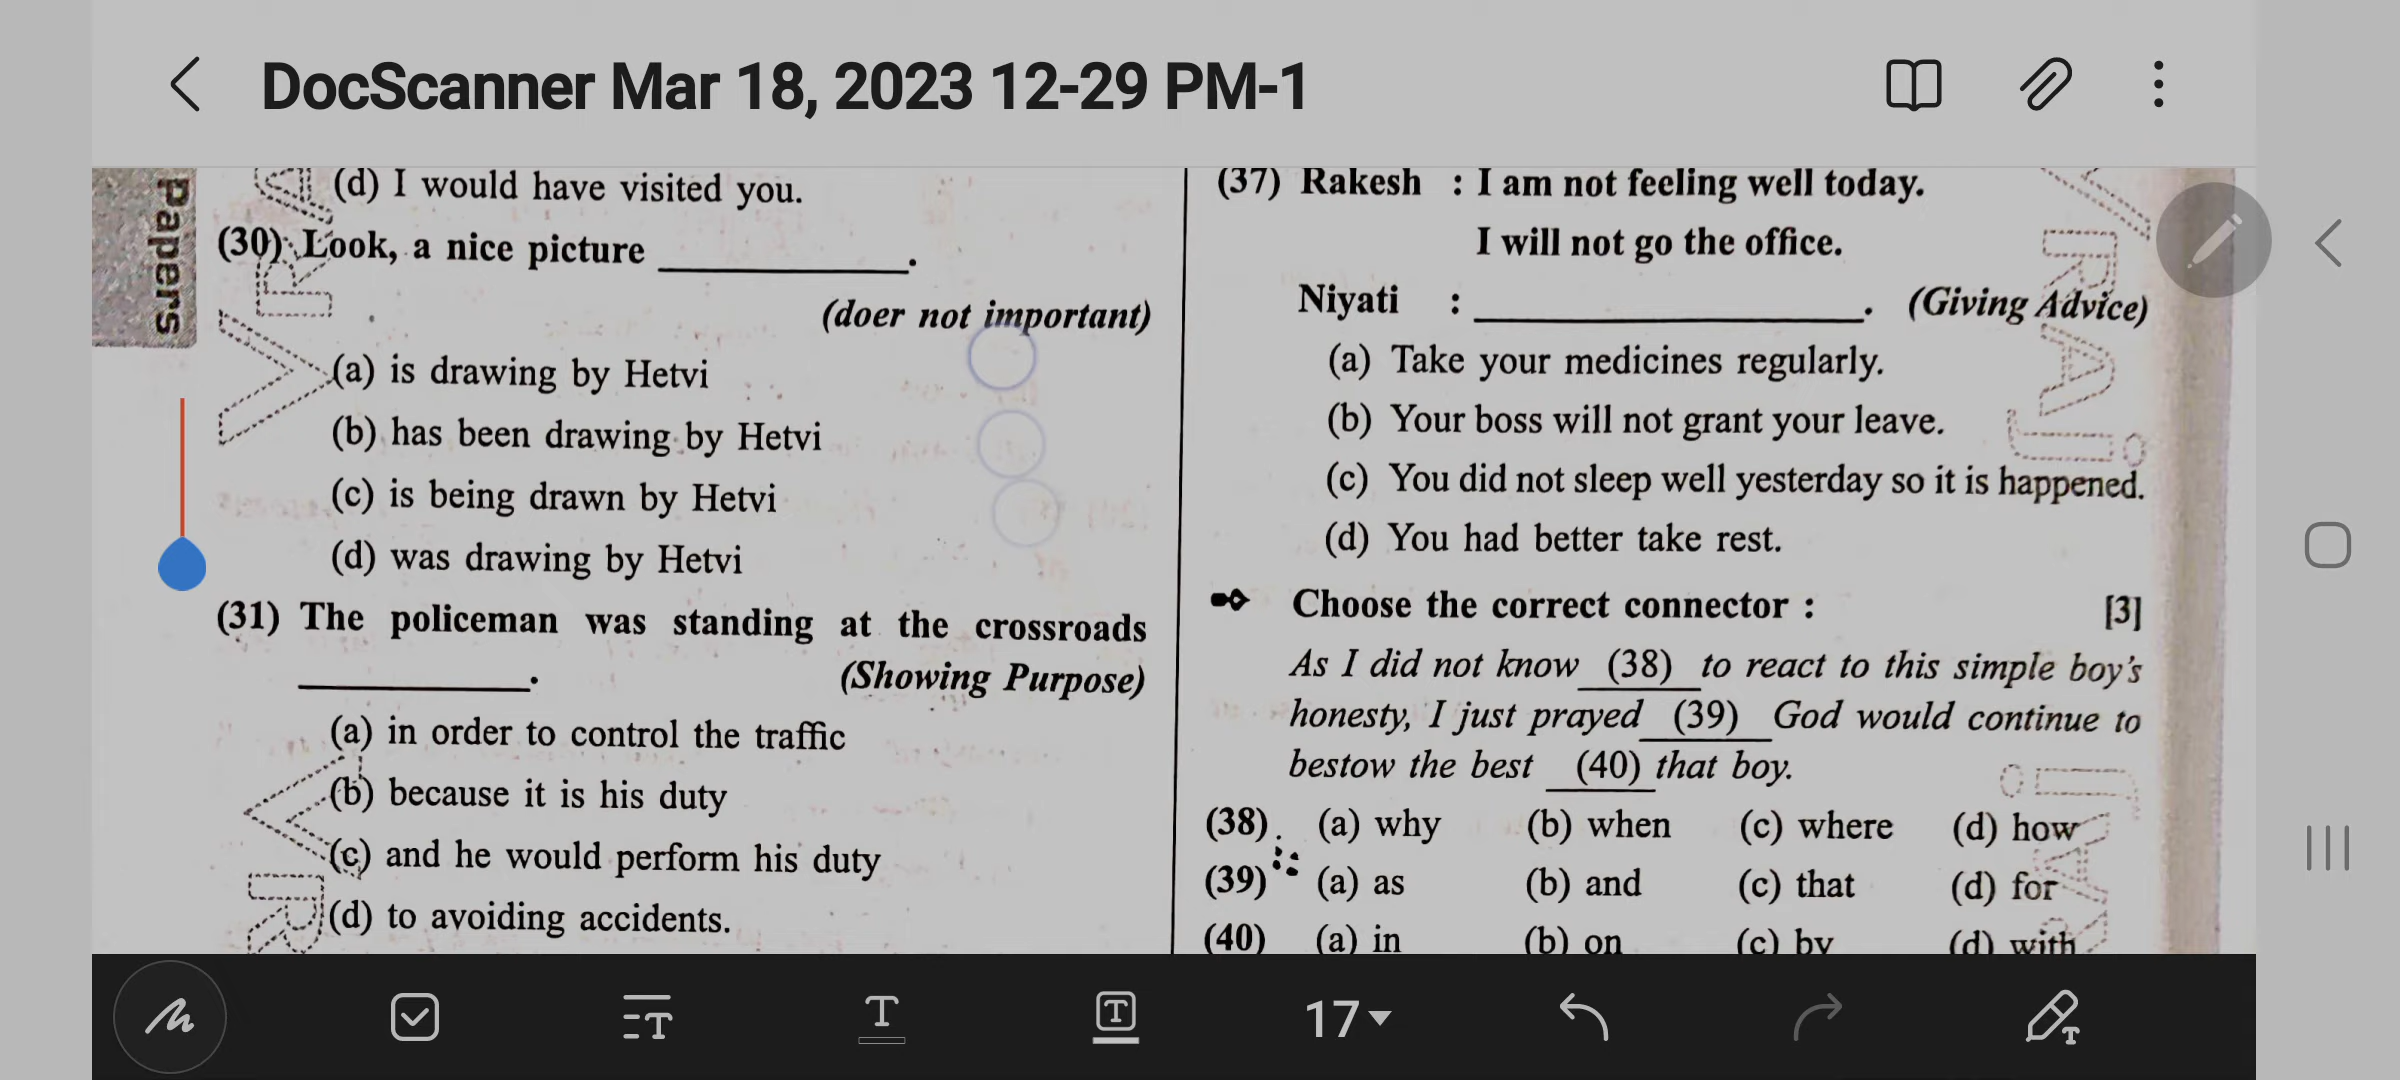 DocScanner Mar 18, 2023 12-29 PM-1
Papers
(d) I would have visited you.
(30) Look, a nice picture ____________.
(doer not important)
(a) is drawing by Hetvi
(b) has been drawing by Hetvi
(c) is being drawn by Hetvi
(d) was drawing by Hetvi
(31) The policeman was standing at the crossroads
____________. (Showing Purpose)
(a) in order to control the traffic
(b) because it is his duty
(c) and he would perform his duty
(d) to avoiding accidents.
(37) Rakesh : I am not feeling well today.
I will not go the office.
Niyati : ____________. (Giving Advice)
(a) Take your medicines regularly.
(b) Your boss will not grant your leave.
(c) You did not sleep well yesterday so it is happened.
(d) You had better take rest.
Choose the correct connector : [3]
As I did not know (38) to react to this simple boy's
honesty, I just prayed (39) God would continue to
bestow the best (40) that boy.
(38). (a) why (b) when (c) where (d) how
(39) (a) as (b) and (c) that (d) for
(40) (a) in (b) on (c) by (d) with
17